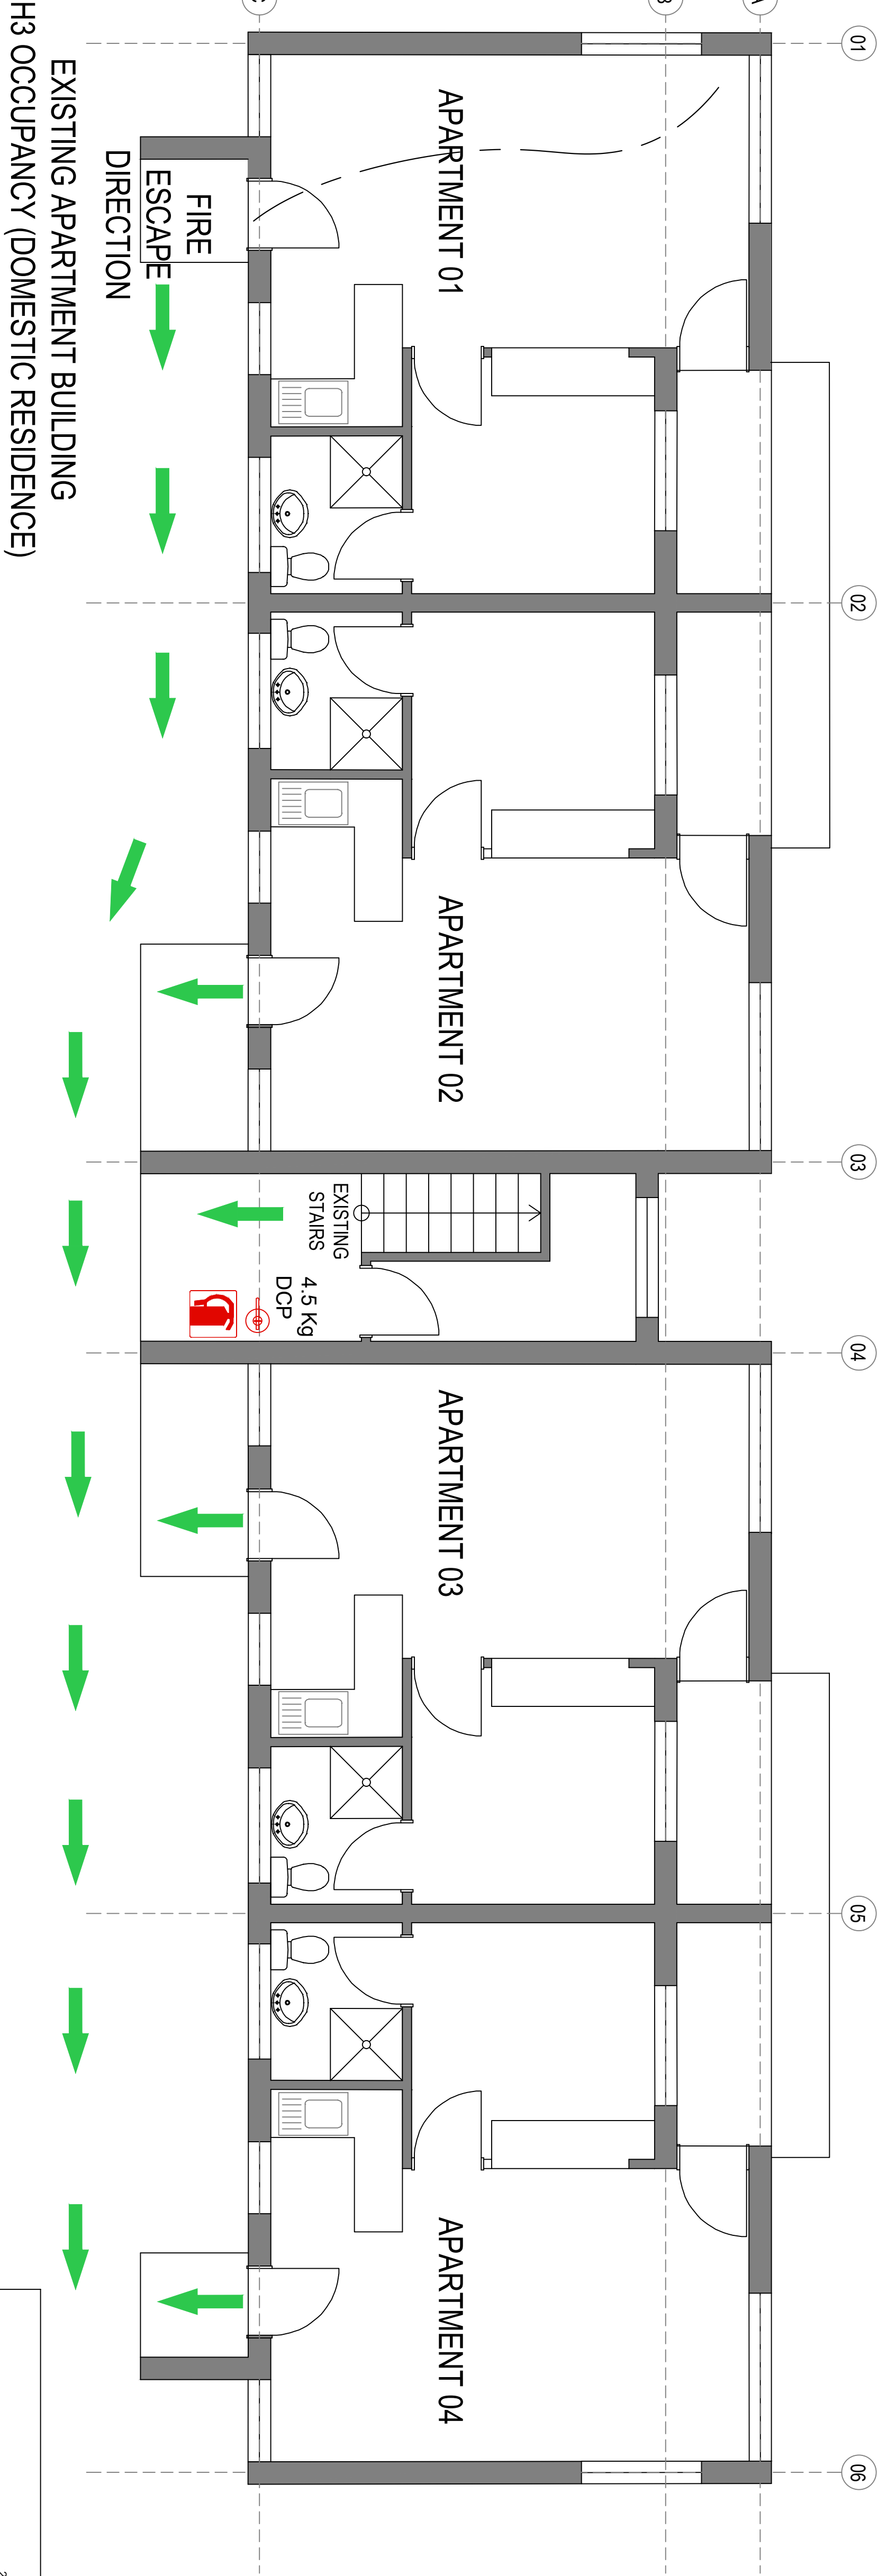 C
B
A
01
02
03
04
05
06
APARTMENT 01
APARTMENT 02
APARTMENT 03
APARTMENT 04
EXISTING
STAIRS
4.5 Kg
DCP
FIRE
ESCAPE
DIRECTION
EXISTING APARTMENT BUILDING
H3 OCCUPANCY (DOMESTIC RESIDENCE)